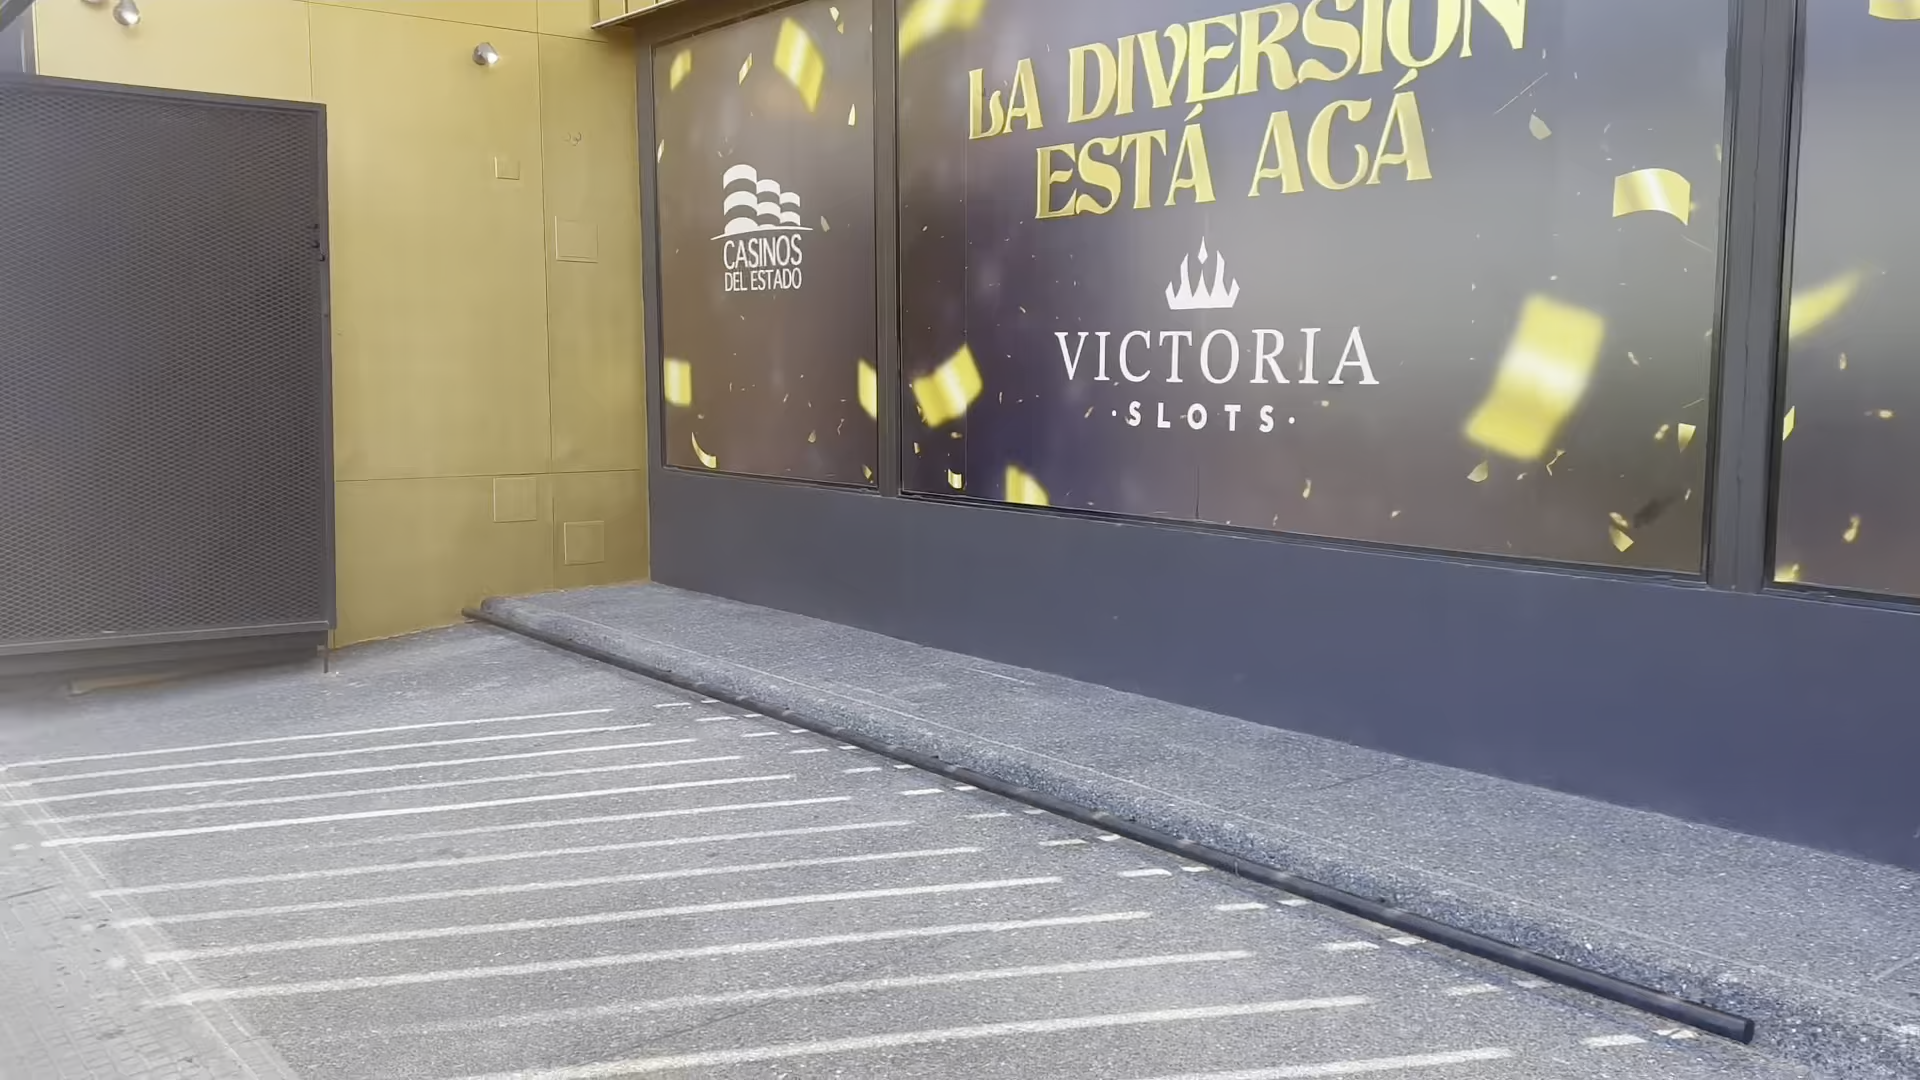 LA DIVERSIÓN
ESTÁ ACÁ
CASINOS
DEL ESTADO
VICTORIA
·SLOTS·